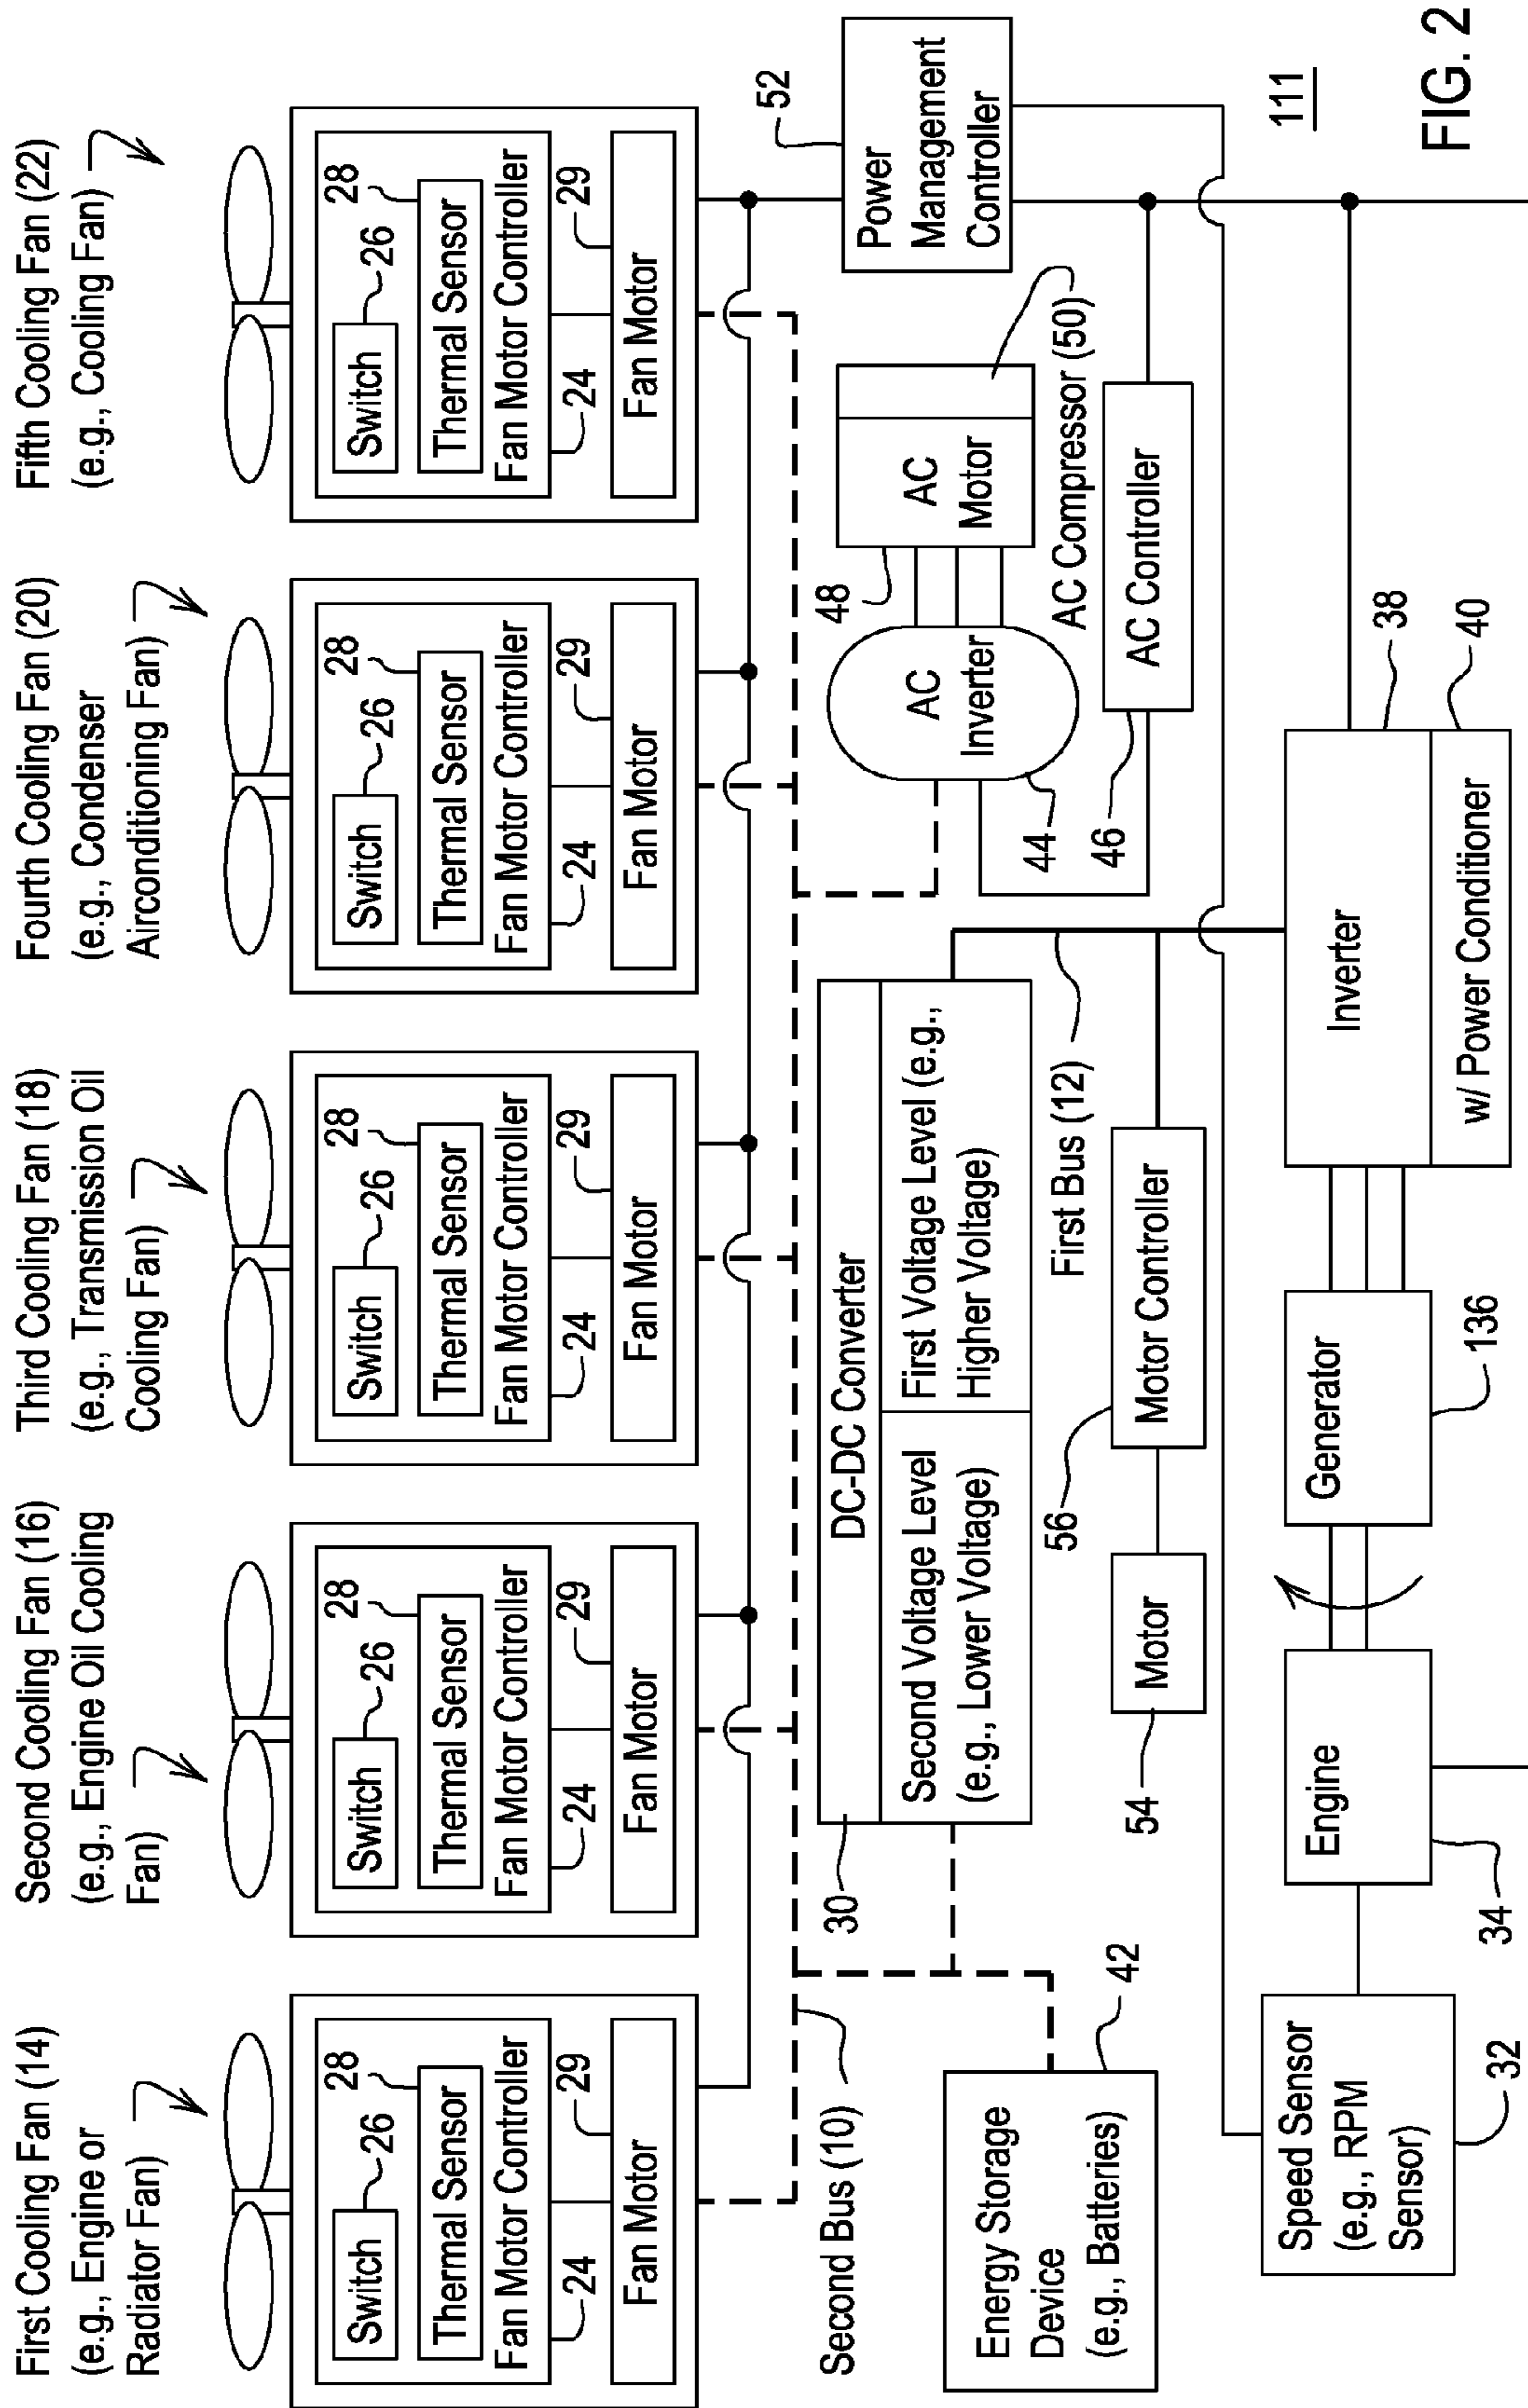 First Cooling Fan (14)
(e.g., Engine or
Radiator Fan)
Second Cooling Fan (16)
(e.g., Engine Oil Cooling
Fan)
Third Cooling Fan (18)
(e.g., Transmission Oil
Cooling Fan)
Fourth Cooling Fan (20)
(e.g., Condenser
Airconditioning Fan)
Fifth Cooling Fan (22)
(e.g., Cooling Fan)
28
Switch
26
Thermal Sensor
Fan Motor Controller
24
29
Fan Motor
28
Switch
26
Thermal Sensor
Fan Motor Controller
24
29
Fan Motor
28
Switch
26
Thermal Sensor
Fan Motor Controller
24
29
Fan Motor
28
Switch
26
Thermal Sensor
Fan Motor Controller
24
29
Fan Motor
28
Switch
26
Thermal Sensor
Fan Motor Controller
24
29
Fan Motor
Second Bus (10)
30
DC-DC Converter
Second Voltage Level
(e.g., Lower Voltage)
First Voltage Level (e.g.,
Higher Voltage)
48
AC
Inverter
AC
Motor
44
AC Compressor (50)
46
AC Controller
52
Power
Management
Controller
Energy Storage
Device
(e.g., Batteries)
42
First Bus (12)
56
Motor
54
Motor Controller
Speed Sensor
(e.g., RPM
Sensor)
32
Engine
34
Generator
136
Inverter
38
w/ Power Conditioner
40
111
FIG. 2